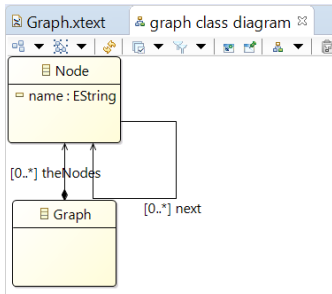 Graph.xtext
graph class diagram
Node
name : EString
[0..*] theNodes
[0..*] next
Graph